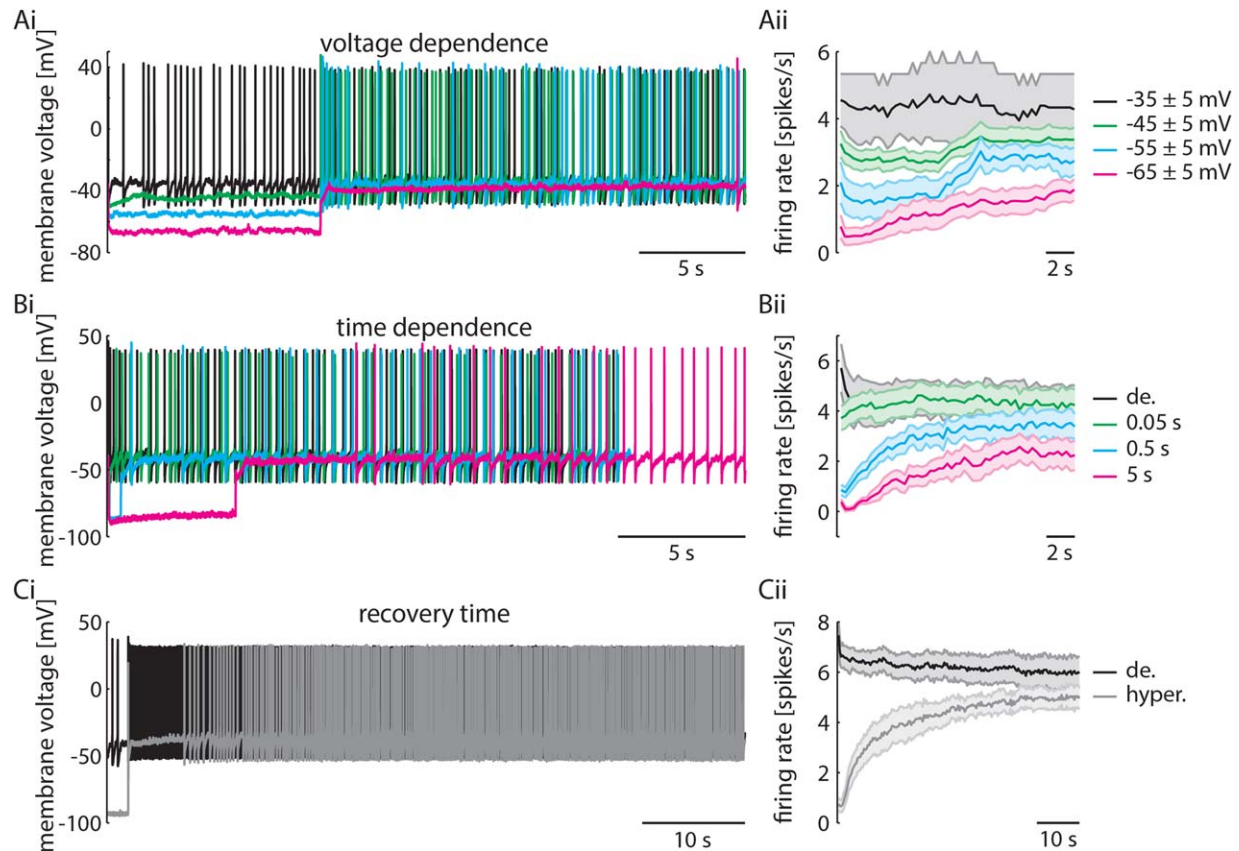 Ai
voltage dependence
membrane voltage [mV]
40
0
-40
-80
5 s
Aii
firing rate [spikes/s]
6
4
2
0
2 s
-35 ± 5 mV
-45 ± 5 mV
-55 ± 5 mV
-65 ± 5 mV
Bi
time dependence
membrane voltage [mV]
50
0
-50
-100
5 s
Bii
firing rate [spikes/s]
6
4
2
0
2 s
de.
0.05 s
0.5 s
5 s
Ci
recovery time
membrane voltage [mV]
50
0
-50
-100
10 s
Cii
firing rate [spikes/s]
8
6
4
2
0
10 s
de.
hyper.